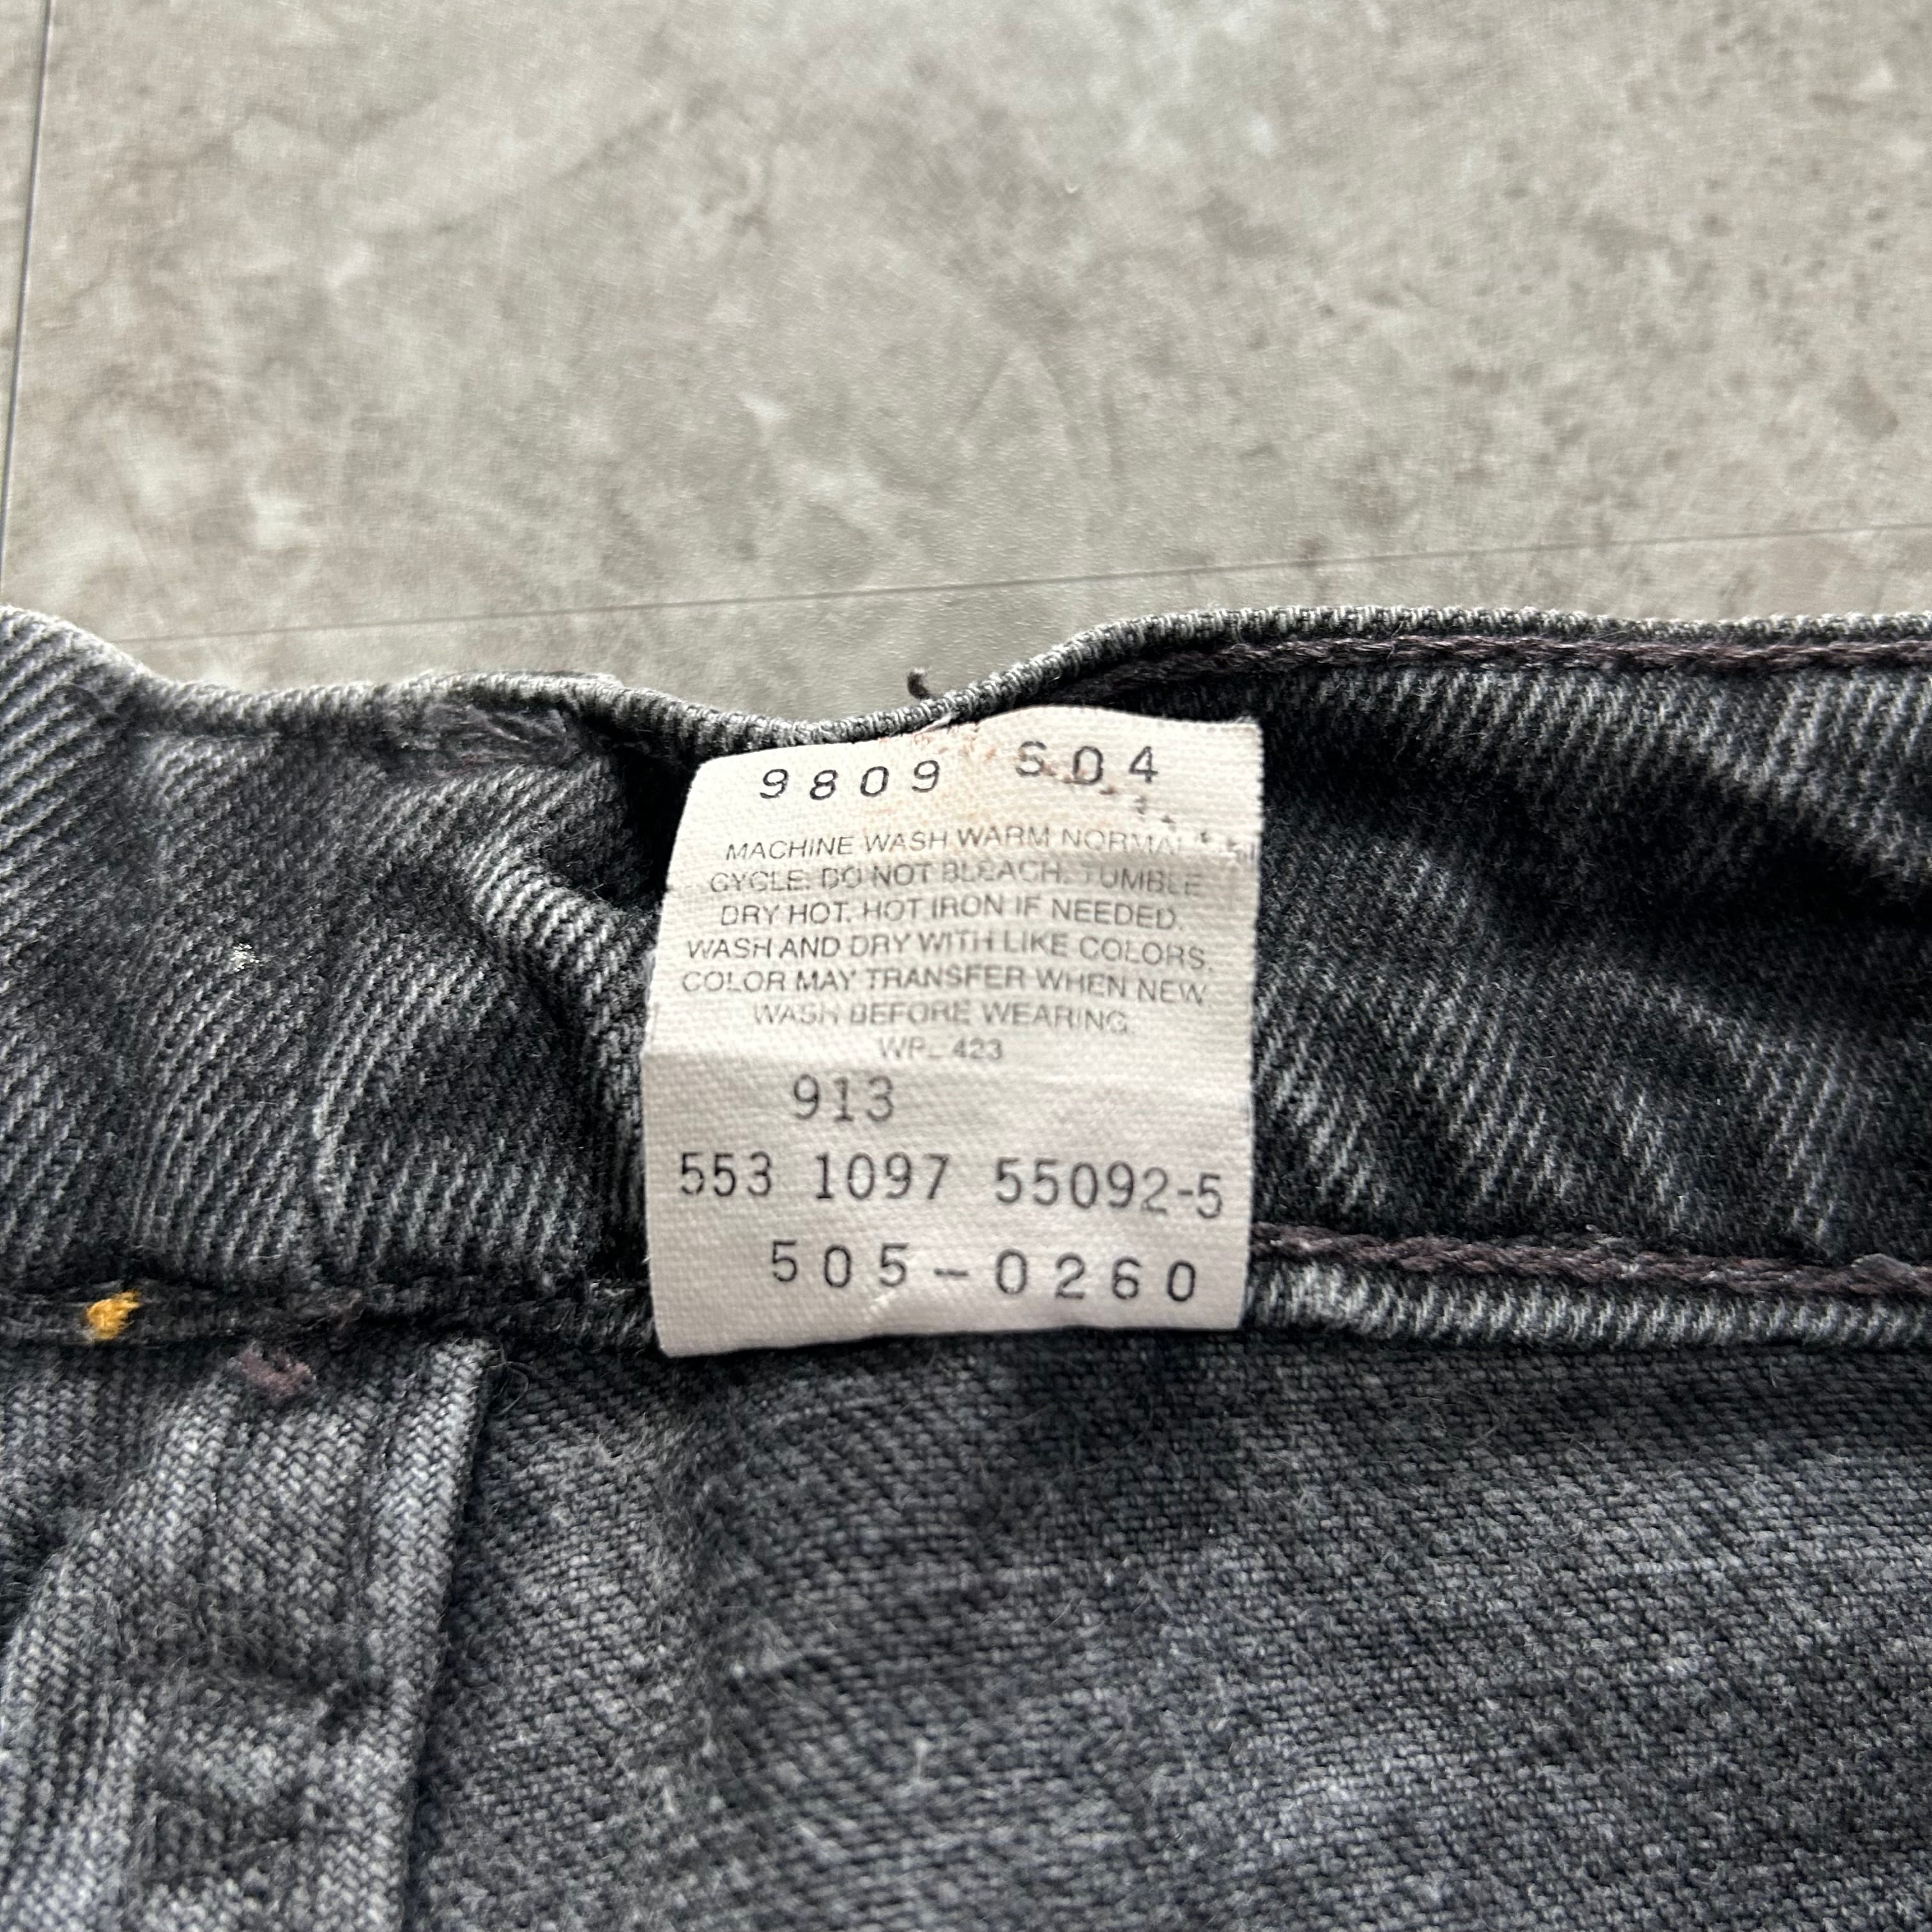 9809 S04
MACHINE WASH WARM NORMAL
CYCLE. DO NOT BLEACH. TUMBLE
DRY HOT. HOT IRON IF NEEDED.
WASH AND DRY WITH LIKE COLORS.
COLOR MAY TRANSFER WHEN NEW
WASH BEFORE WEARING.
WPL 423
913
553 1097 55092-5
505-0260